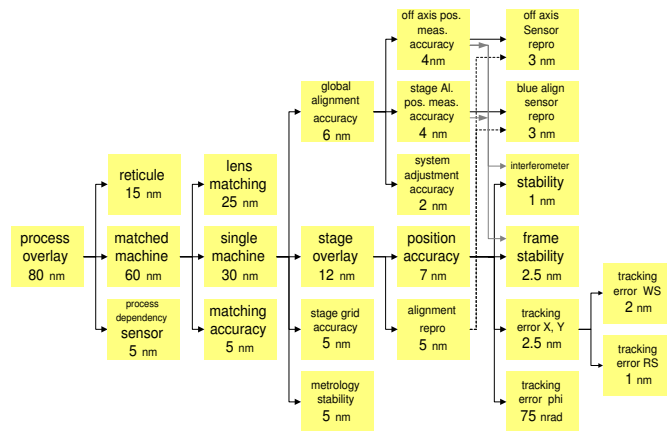 process
overlay
80 nm
reticule
15 nm
matched
machine
60 nm
process dependency
sensor
5 nm
lens
matching
25 nm
single
machine
30 nm
matching
accuracy
5 nm
global
alignment
accuracy
6 nm
stage
overlay
12 nm
stage grid
accuracy
5 nm
metrology
stability
5 nm
off axis pos.
meas.
accuracy
4nm
stage Al.
pos. meas.
accuracy
4 nm
system
adjustment
accuracy
2 nm
position
accuracy
7 nm
alignment
repro
5 nm
off axis
Sensor
repro
3 nm
blue align
sensor
repro
3 nm
interferometer
stability
1 nm
frame
stability
2.5 nm
tracking
error X, Y
2.5 nm
tracking
error phi
75 nrad
tracking
error WS
2 nm
tracking
error RS
1 nm